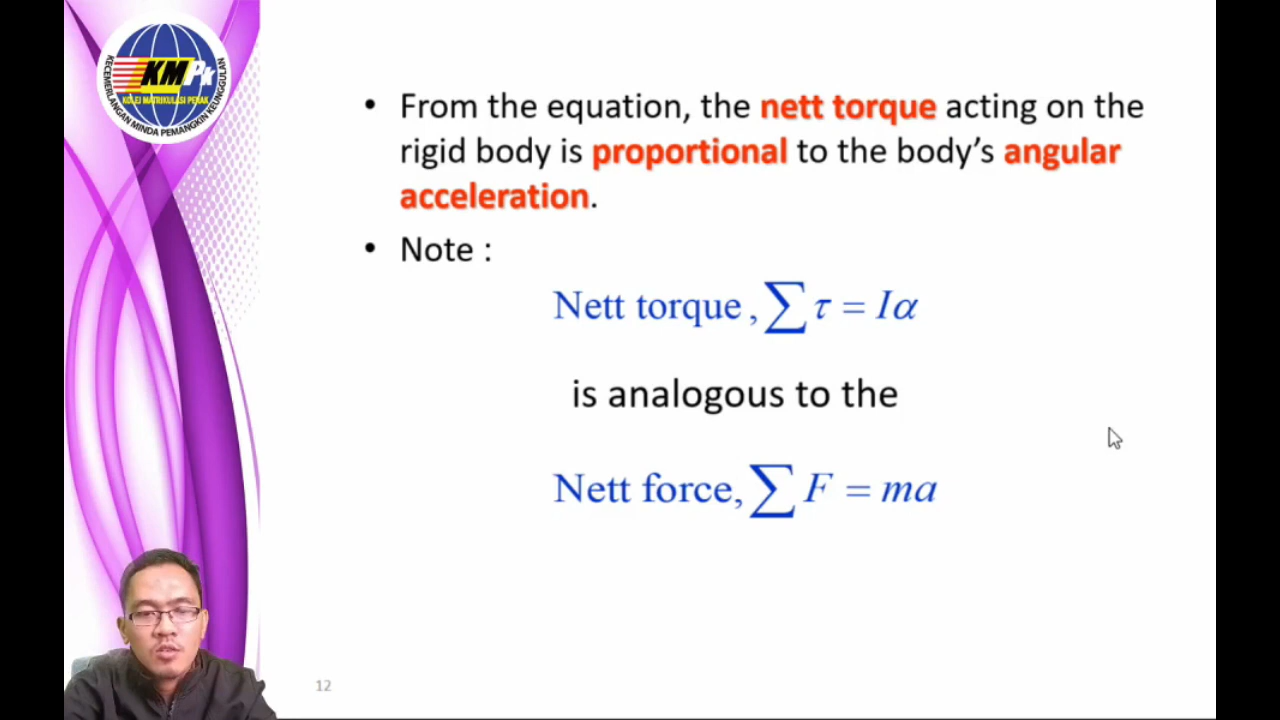 KMPk
KOLEJ MATRIKULASI PERAK
KECEMERLANGAN MINDA PEMANGKIN KEUNGGULAN
• From the equation, the nett torque acting on the
rigid body is proportional to the body’s angular
acceleration.
• Note :
Nett torque , ∑ τ = Iα
is analogous to the
Nett force, ∑ F = ma
12